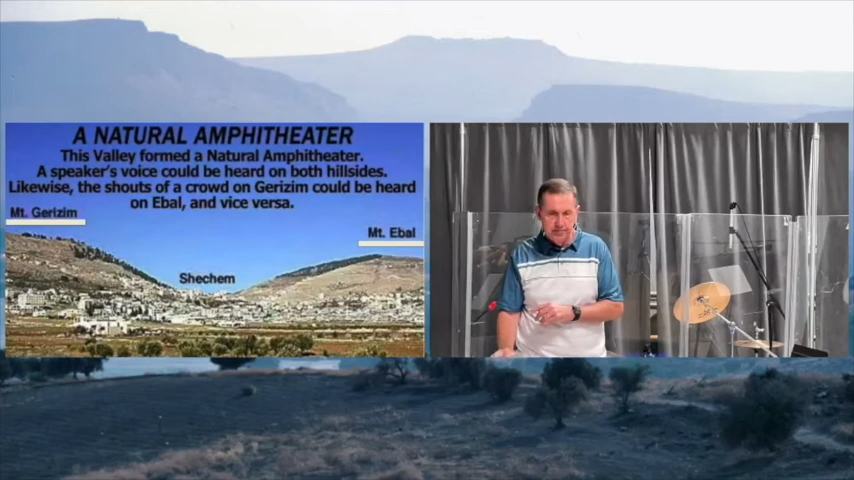 A NATURAL AMPHITHEATER
This Valley formed a Natural Amphitheater.
A speaker's voice could be heard on both hillsides.
Likewise, the shouts of a crowd on Gerizim could be heard
on Ebal, and vice versa.
Mt. Gerizim
Mt. Ebal
Shechem